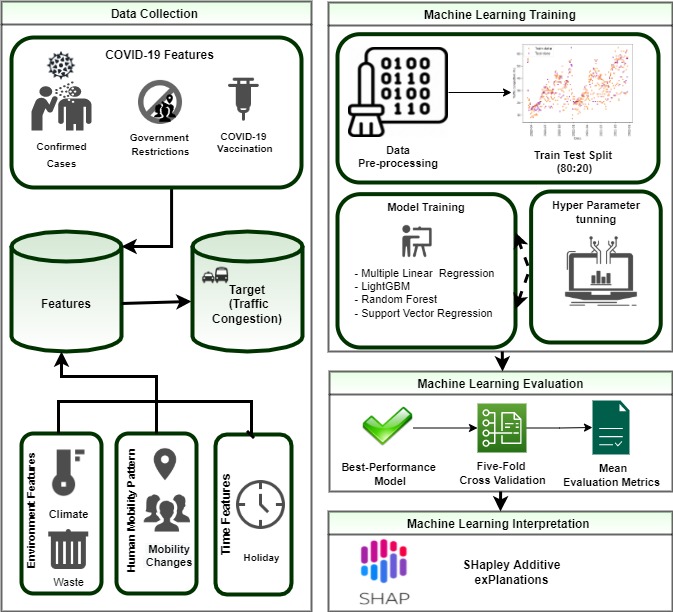 Data Collection
COVID-19 Features
Confirmed
Cases
Government
Restrictions
COVID-19
Vaccination
Features
Target
(Traffic
Congestion)
Environment Features
Climate
Waste
Human Mobility Pattern
Mobility
Changes
Time Features
Holiday
Machine Learning Training
0100
0110
0100
110
Data
Pre-processing
Train Test Split
(80:20)
Model Training
- Multiple Linear Regression
- LightGBM
- Random Forest
- Support Vector Regression
Hyper Parameter
tunning
Machine Learning Evaluation
Best-Performance
Model
Five-Fold
Cross Validation
Mean
Evaluation Metrics
Machine Learning Interpretation
SHAP
SHapley Additive
exPlanations